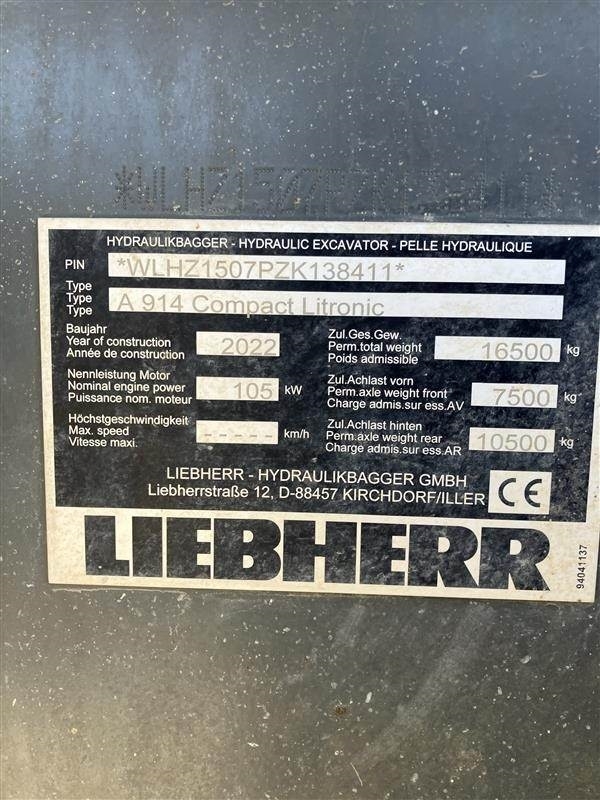 HYDRAULIKBAGGER - HYDRAULIC EXCAVATOR - PELLE HYDRAULIQUE
PIN *WLHZ1507PZK138411*
Type
Type A 914 Compact Litronic
Type
Baujahr
Year of construction 2022
Année de construction
Nennleistung Motor
Nominal engine power 105 kW
Puissance nom. moteur
Höchstgeschwindigkeit
Max. speed - - - - - km/h
Vitesse maxi.
Zul.Ges.Gew.
Perm.total weight 16500 kg
Poids admissible
Zul.Achlast vorn
Perm.axle weight front 7500 kg
Charge admis.sur ess.AV
Zul.Achlast hinten
Perm.axle weight rear 10500 kg
Charge admis.sur ess.AR
LIEBHERR - HYDRAULIKBAGGER GMBH
Liebherrstraße 12, D-88457 KIRCHDORF/ILLER
CE
LIEBHERR
94041137